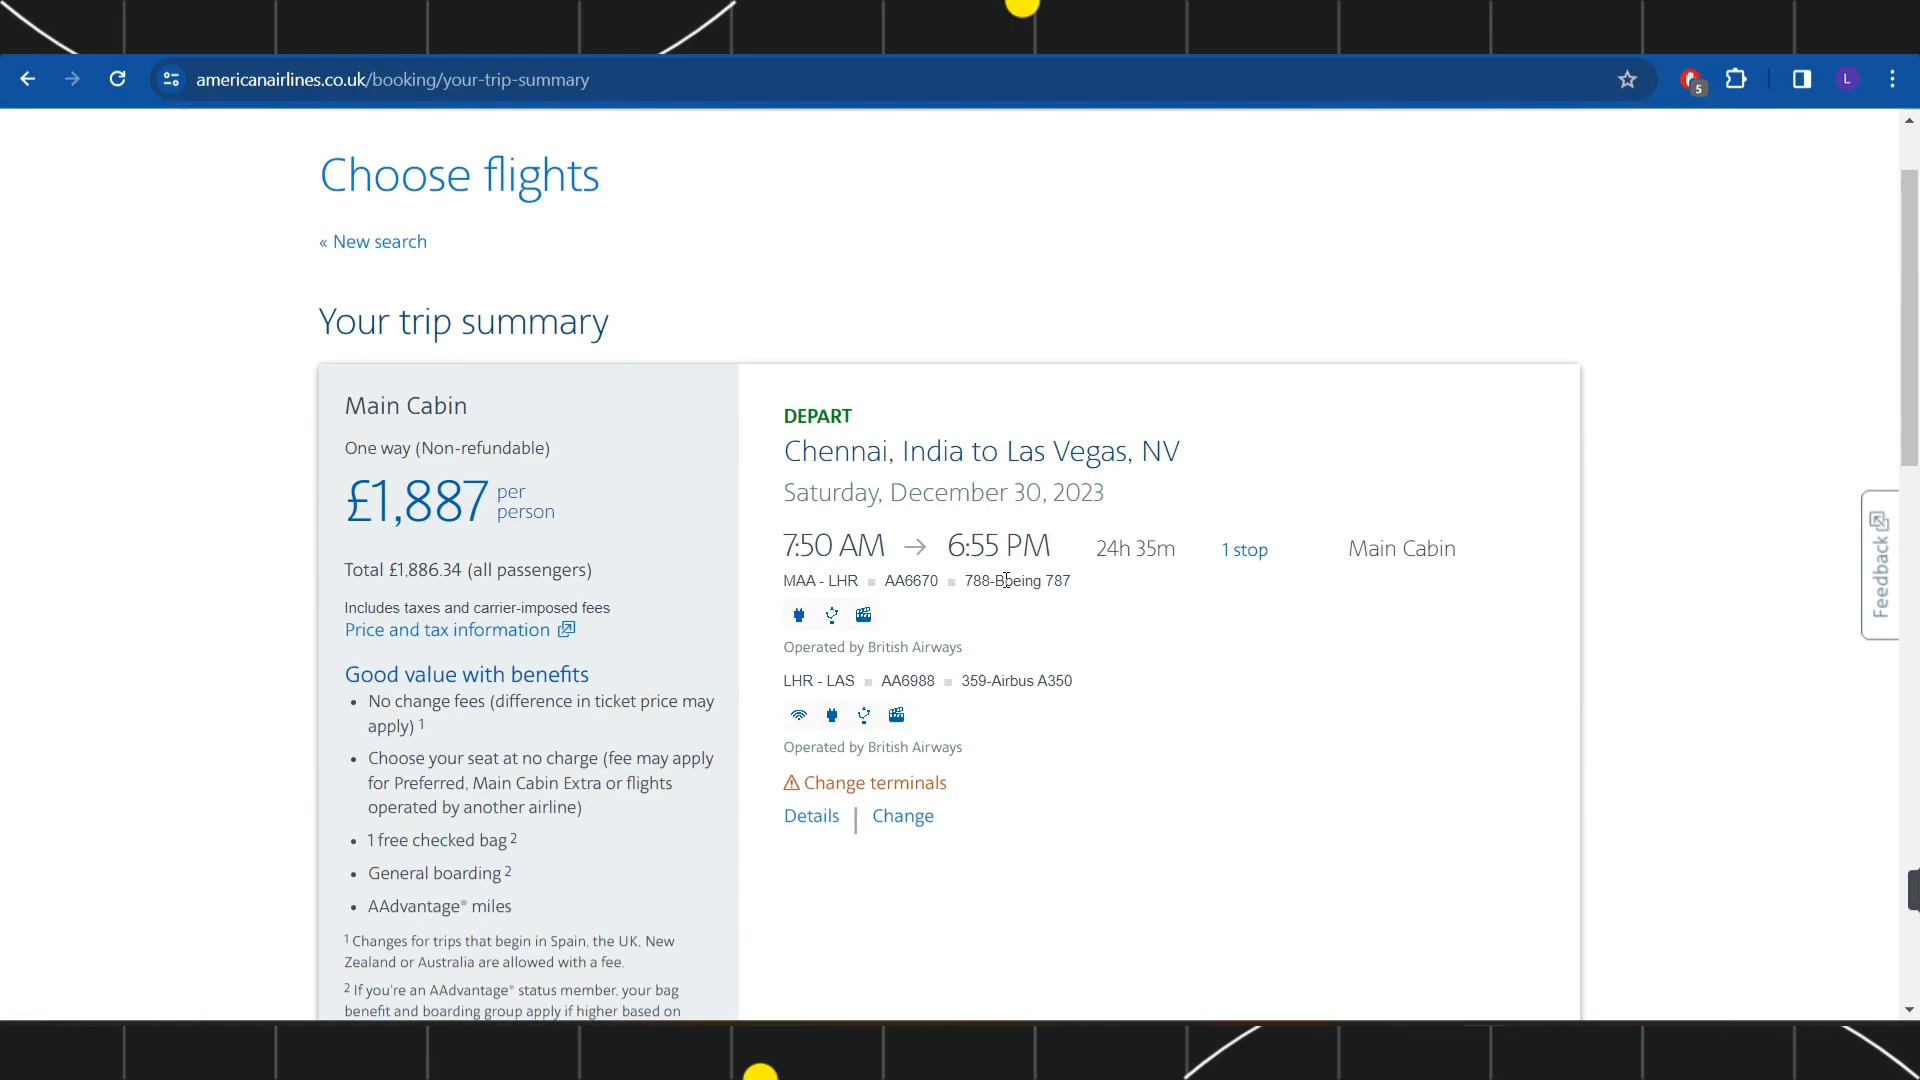 americanairlines.co.uk/booking/your-trip-summary
5
L
Choose flights
« New search
Your trip summary
Main Cabin
One way (Non-refundable)
£1,887 per person
Total £1,886.34 (all passengers)
Includes taxes and carrier-imposed fees
Price and tax information
Good value with benefits
• No change fees (difference in ticket price may
apply) 1
• Choose your seat at no charge (fee may apply
for Preferred, Main Cabin Extra or flights
operated by another airline)
• 1 free checked bag 2
• General boarding 2
• AAdvantage® miles
1 Changes for trips that begin in Spain, the UK, New
Zealand or Australia are allowed with a fee.
2 If you're an AAdvantage® status member, your bag
benefit and boarding group apply if higher based on
DEPART
Chennai, India to Las Vegas, NV
Saturday, December 30, 2023
7:50 AM → 6:55 PM 24h 35m 1 stop Main Cabin
MAA - LHR ■ AA6670 ■ 788-Boeing 787
Operated by British Airways
LHR - LAS ■ AA6988 ■ 359-Airbus A350
Operated by British Airways
Change terminals
Details | Change
Feedback